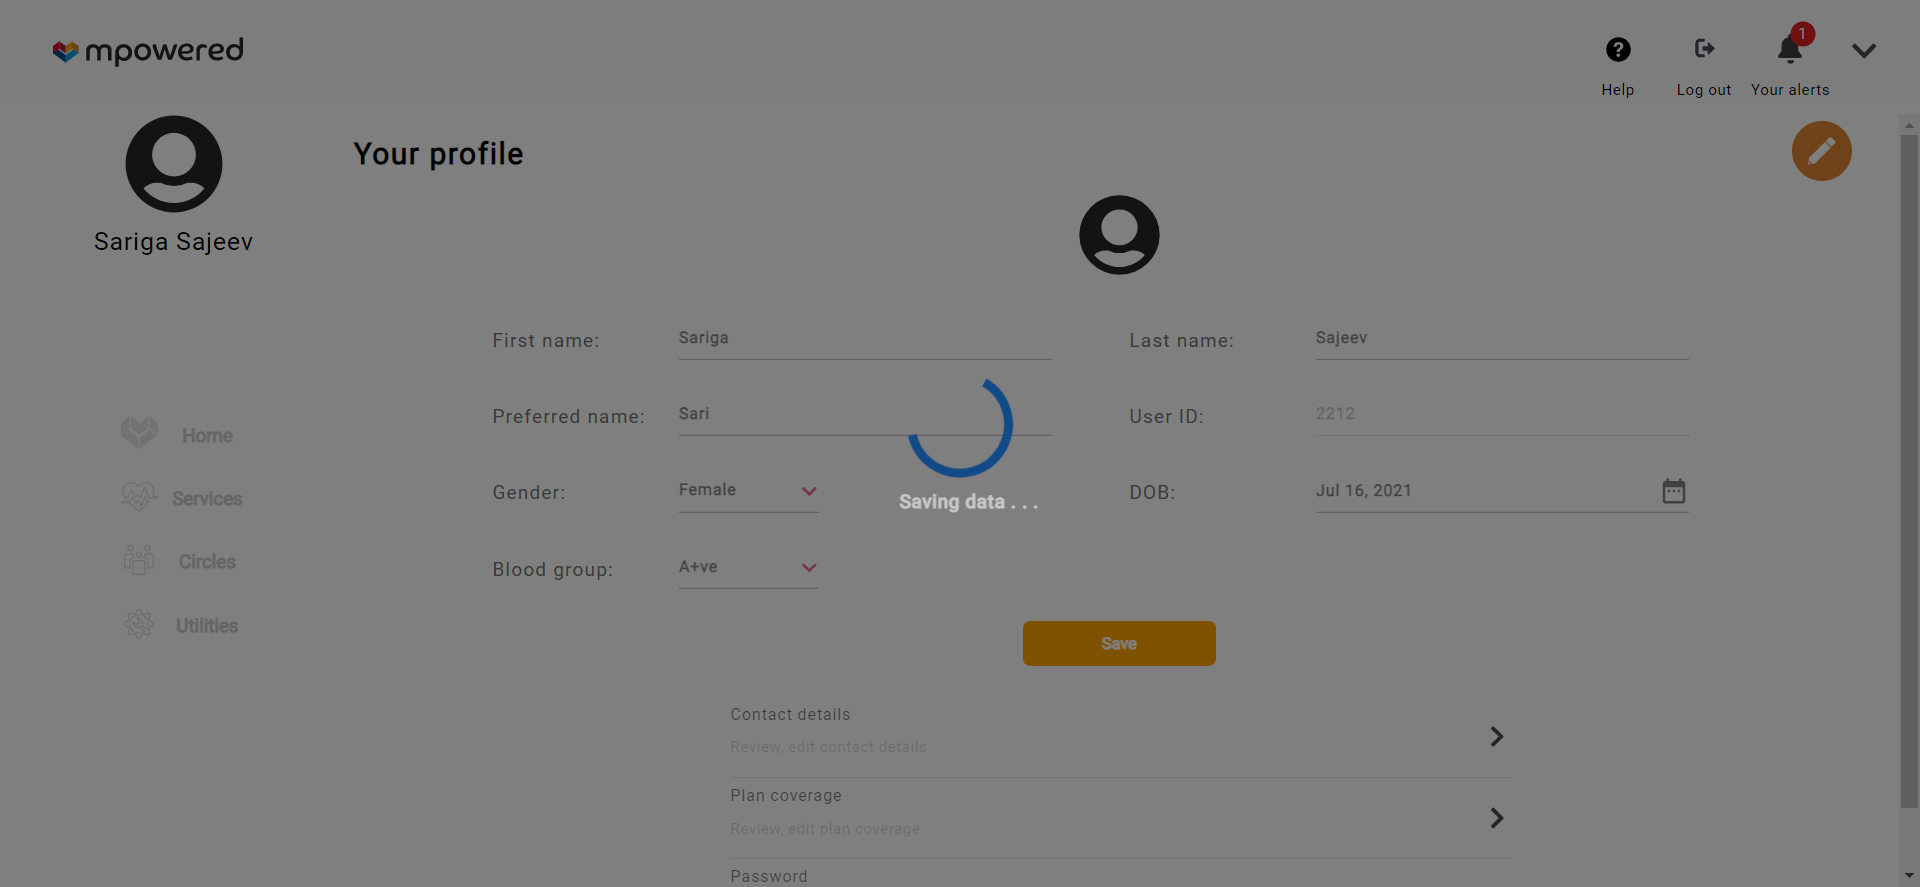 mpowered
1
Help
Log out
Your alerts
Your profile
Sariga Sajeev
First name:
Sariga
Last name:
Sajeev
Preferred name:
Sari
User ID:
2212
Home
Gender:
Female
DOB:
Jul 16, 2021
Services
Saving data . . .
Circles
Blood group:
A+ve
Utilities
Save
Contact details
Review, edit contact details
Plan coverage
Review, edit plan coverage
Password